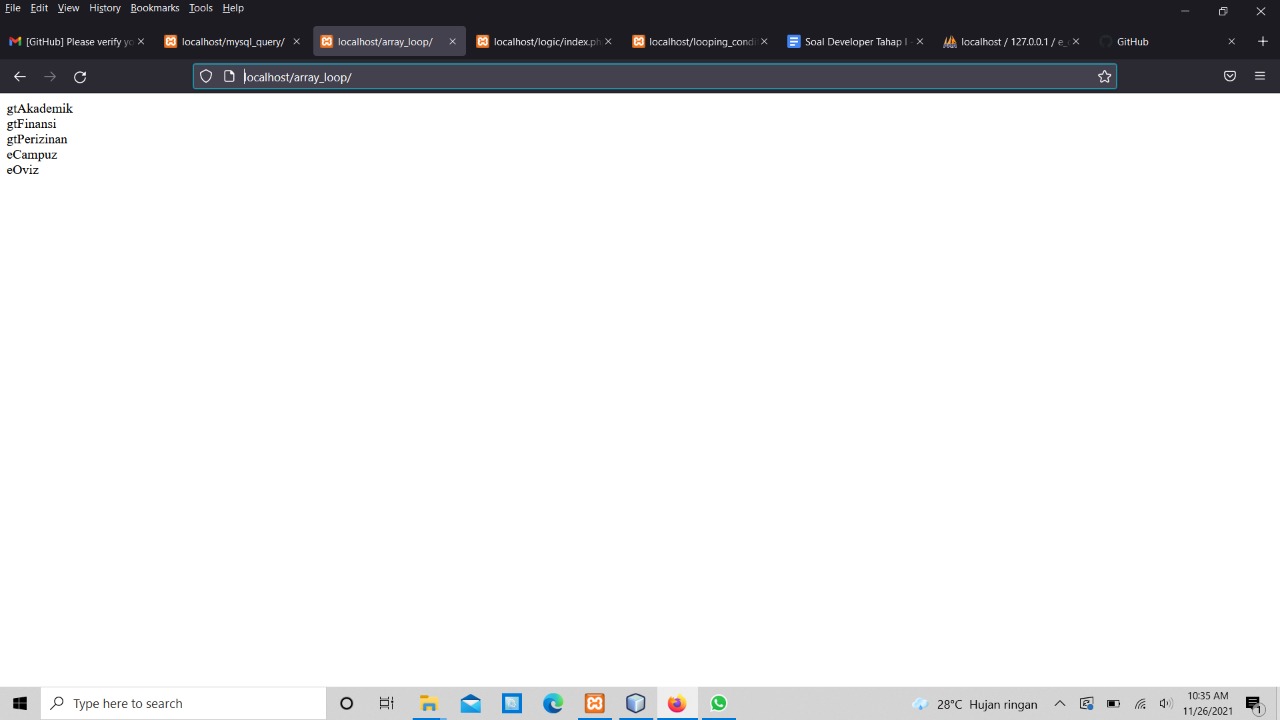 File Edit View History Bookmarks Tools Help
[GitHub] Please verify yo
localhost/mysql_query/
localhost/array_loop/
localhost/logic/index.ph
localhost/looping_condi
Soal Developer Tahap I -
localhost / 127.0.0.1 / e_c
GitHub
localhost/array_loop/
gtAkademik
gtFinansi
gtPerizinan
eCampuz
eOviz
Type here to search
28°C Hujan ringan
10:35 AM
11/26/2021
1